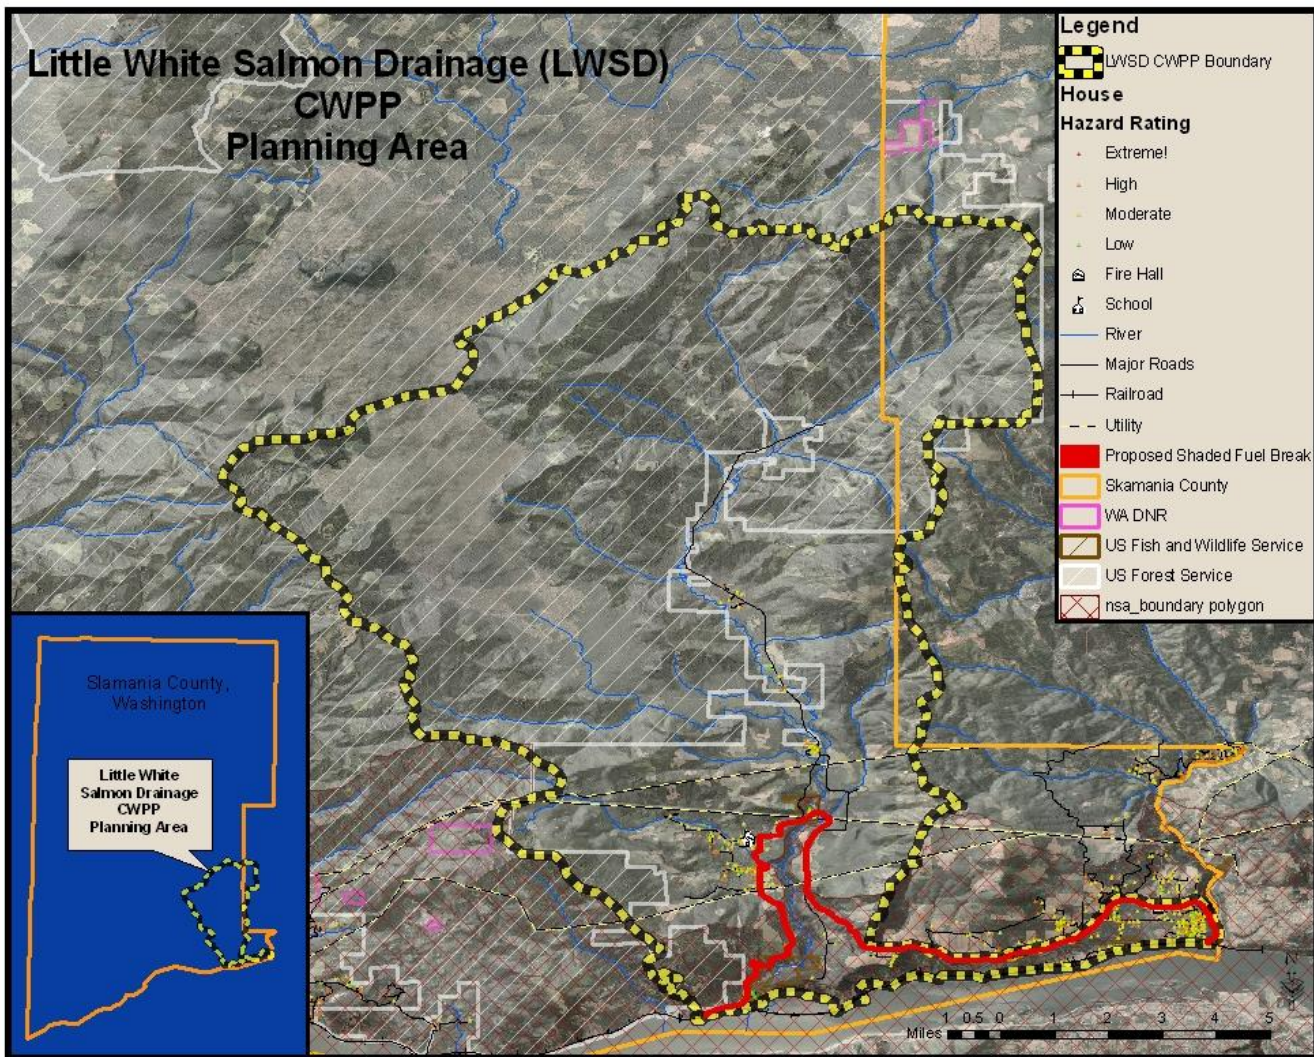 Little White Salmon Drainage (LWSD)
CWPP
Planning Area
Legend
LWSD CWPP Boundary
House
Hazard Rating
Extreme!
High
Moderate
Low
Fire Hall
School
River
Major Roads
Railroad
Utility
Proposed Shaded Fuel Break
Skamania County
WA DNR
US Fish and Wildlife Service
US Forest Service
nsa_boundary polygon
Slamania County,
Washington
Little White
Salmon Drainage
CWPP
Planning Area
1 0.5 0 1 2 3 4 5
Miles